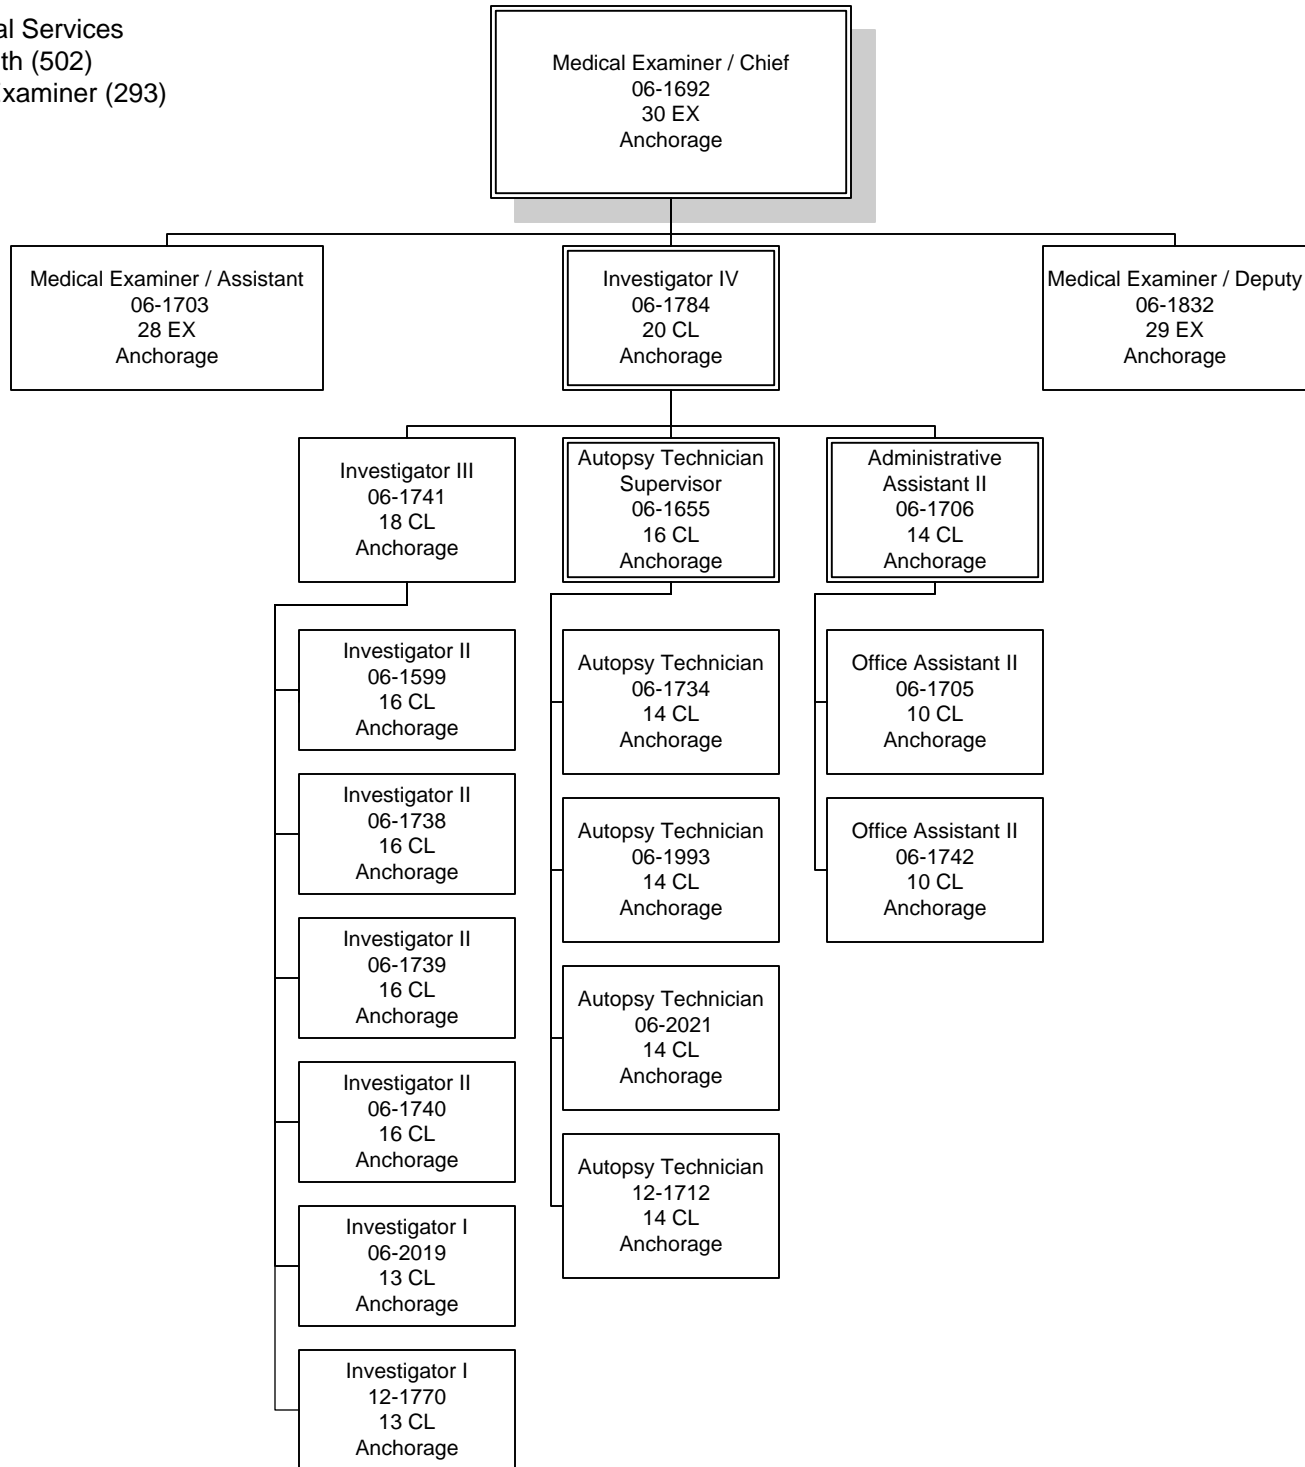 Services
(502)
(293)
Medical Examiner / Chief
06-1692
30 EX
Anchorage
Medical Examiner / Assistant
06-1703
28 EX
Anchorage
Investigator IV
06-1784
20 CL
Anchorage
Medical Examiner / Deputy
06-1832
29 EX
Anchorage
Investigator III
06-1741
18 CL
Anchorage
Autopsy Technician
Supervisor
06-1655
16 CL
Anchorage
Administrative
Assistant II
06-1706
14 CL
Anchorage
Investigator II
06-1599
16 CL
Anchorage
Investigator II
06-1738
16 CL
Anchorage
Investigator II
06-1739
16 CL
Anchorage
Investigator II
06-1740
16 CL
Anchorage
Investigator I
06-2019
13 CL
Anchorage
Investigator I
12-1770
13 CL
Anchorage
Autopsy Technician
06-1734
14 CL
Anchorage
Autopsy Technician
06-1993
14 CL
Anchorage
Autopsy Technician
06-2021
14 CL
Anchorage
Autopsy Technician
12-1712
14 CL
Anchorage
Office Assistant II
06-1705
10 CL
Anchorage
Office Assistant II
06-1742
10 CL
Anchorage